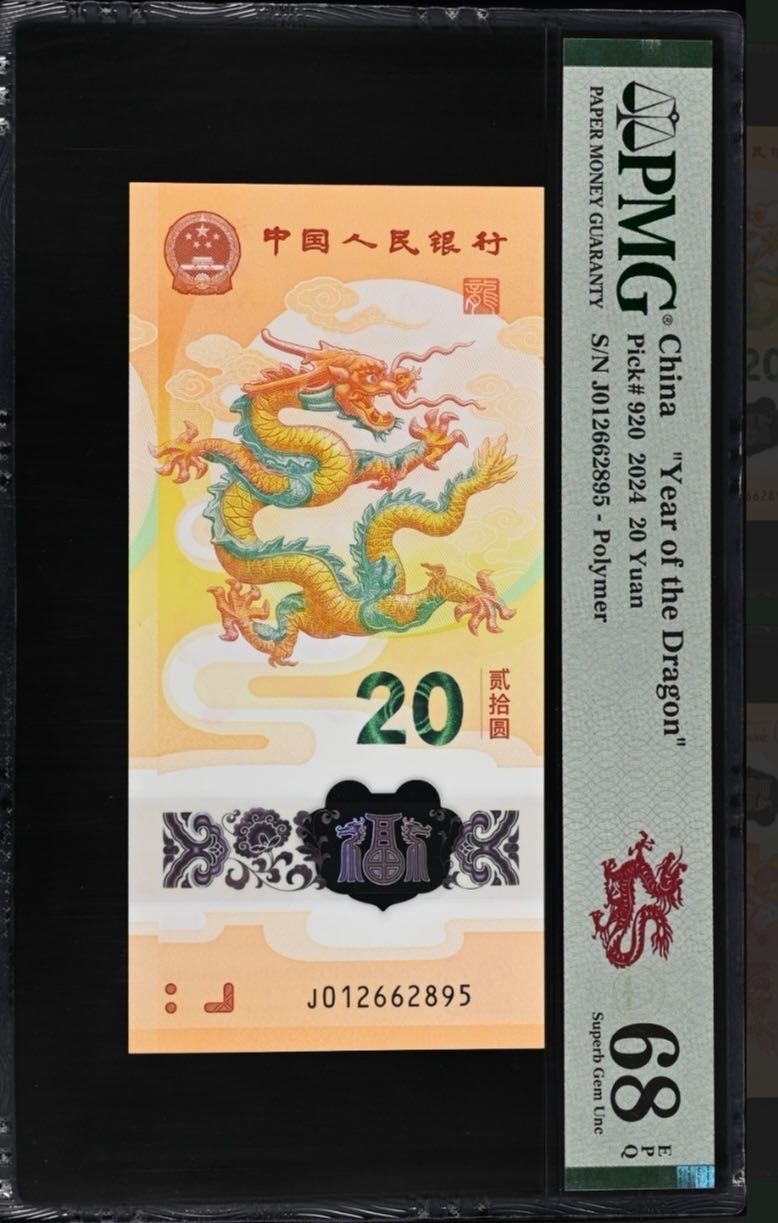 中国人民银行
龍
20
贰拾圆
J012662895
PMG®
PAPER MONEY GUARANTY
China "Year of the Dragon"
Pick# 920 2024 20 Yuan
S/N J012662895 - Polymer
68
EPQ
Superb Gem Unc